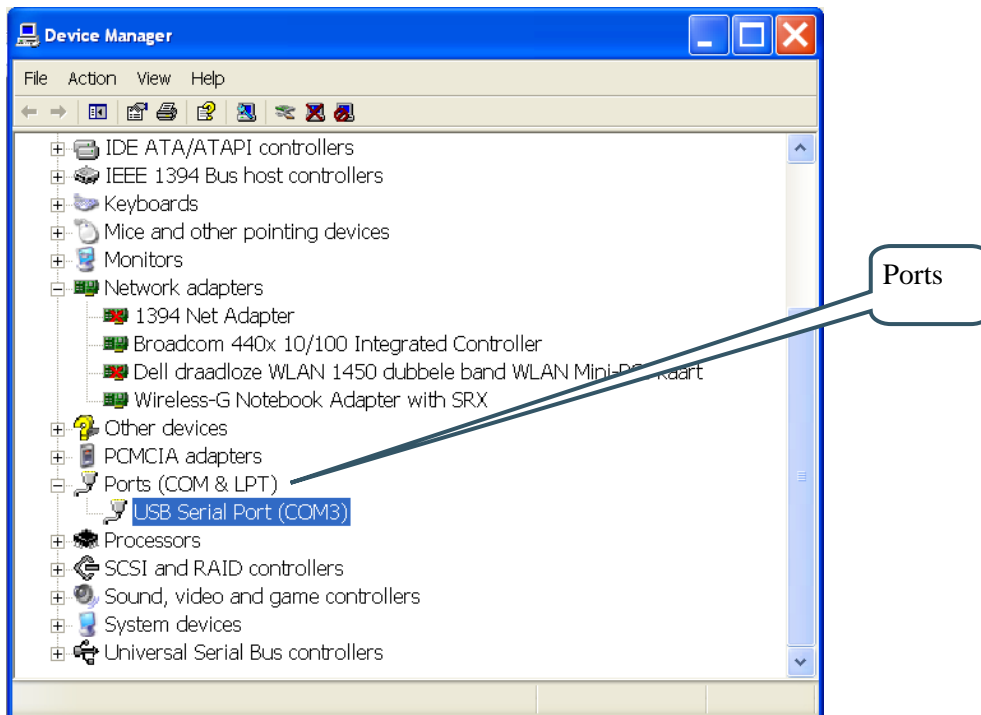 Device Manager
File Action View Help
IDE ATA/ATAPI controllers
IEEE 1394 Bus host controllers
Keyboards
Mice and other pointing devices
Monitors
Network adapters
1394 Net Adapter
Broadcom 440x 10/100 Integrated Controller
Dell draadloze WLAN 1450 dubbele band WLAN Mini-PCI-kaart
Wireless-G Notebook Adapter with SRX
Other devices
PCMCIA adapters
Ports (COM & LPT)
USB Serial Port (COM3)
Processors
SCSI and RAID controllers
Sound, video and game controllers
System devices
Universal Serial Bus controllers
Ports